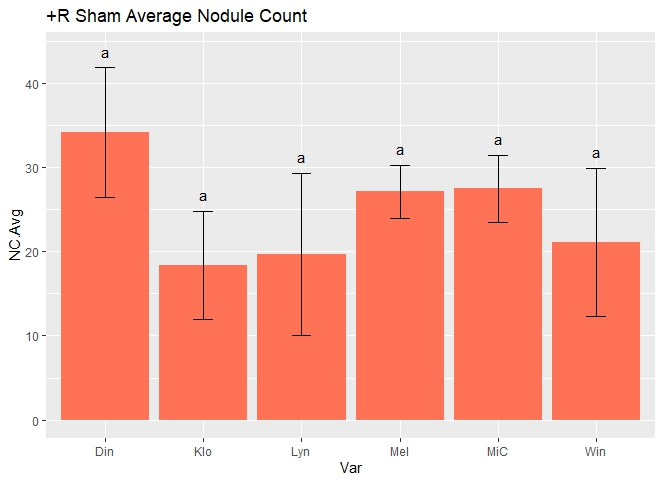 +R Sham Average Nodule Count
a
a
a
a
a
a
40
30
20
10
0
NC.Avg
Din Klo Lyn Mel MiC Win
Var